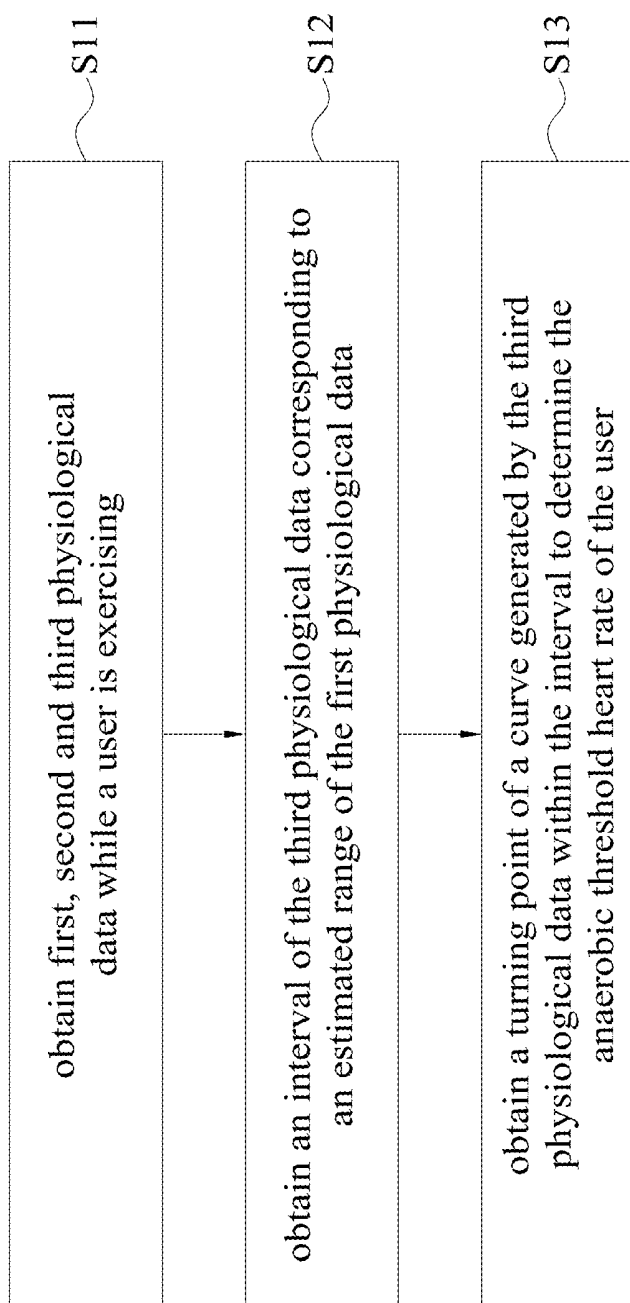 obtain first, second and third physiological
data while a user is exercising
S11
obtain an interval of the third physiological data corresponding to
an estimated range of the first physiological data
S12
obtain a turning point of a curve generated by the third
physiological data within the interval to determine the
anaerobic threshold heart rate of the user
S13